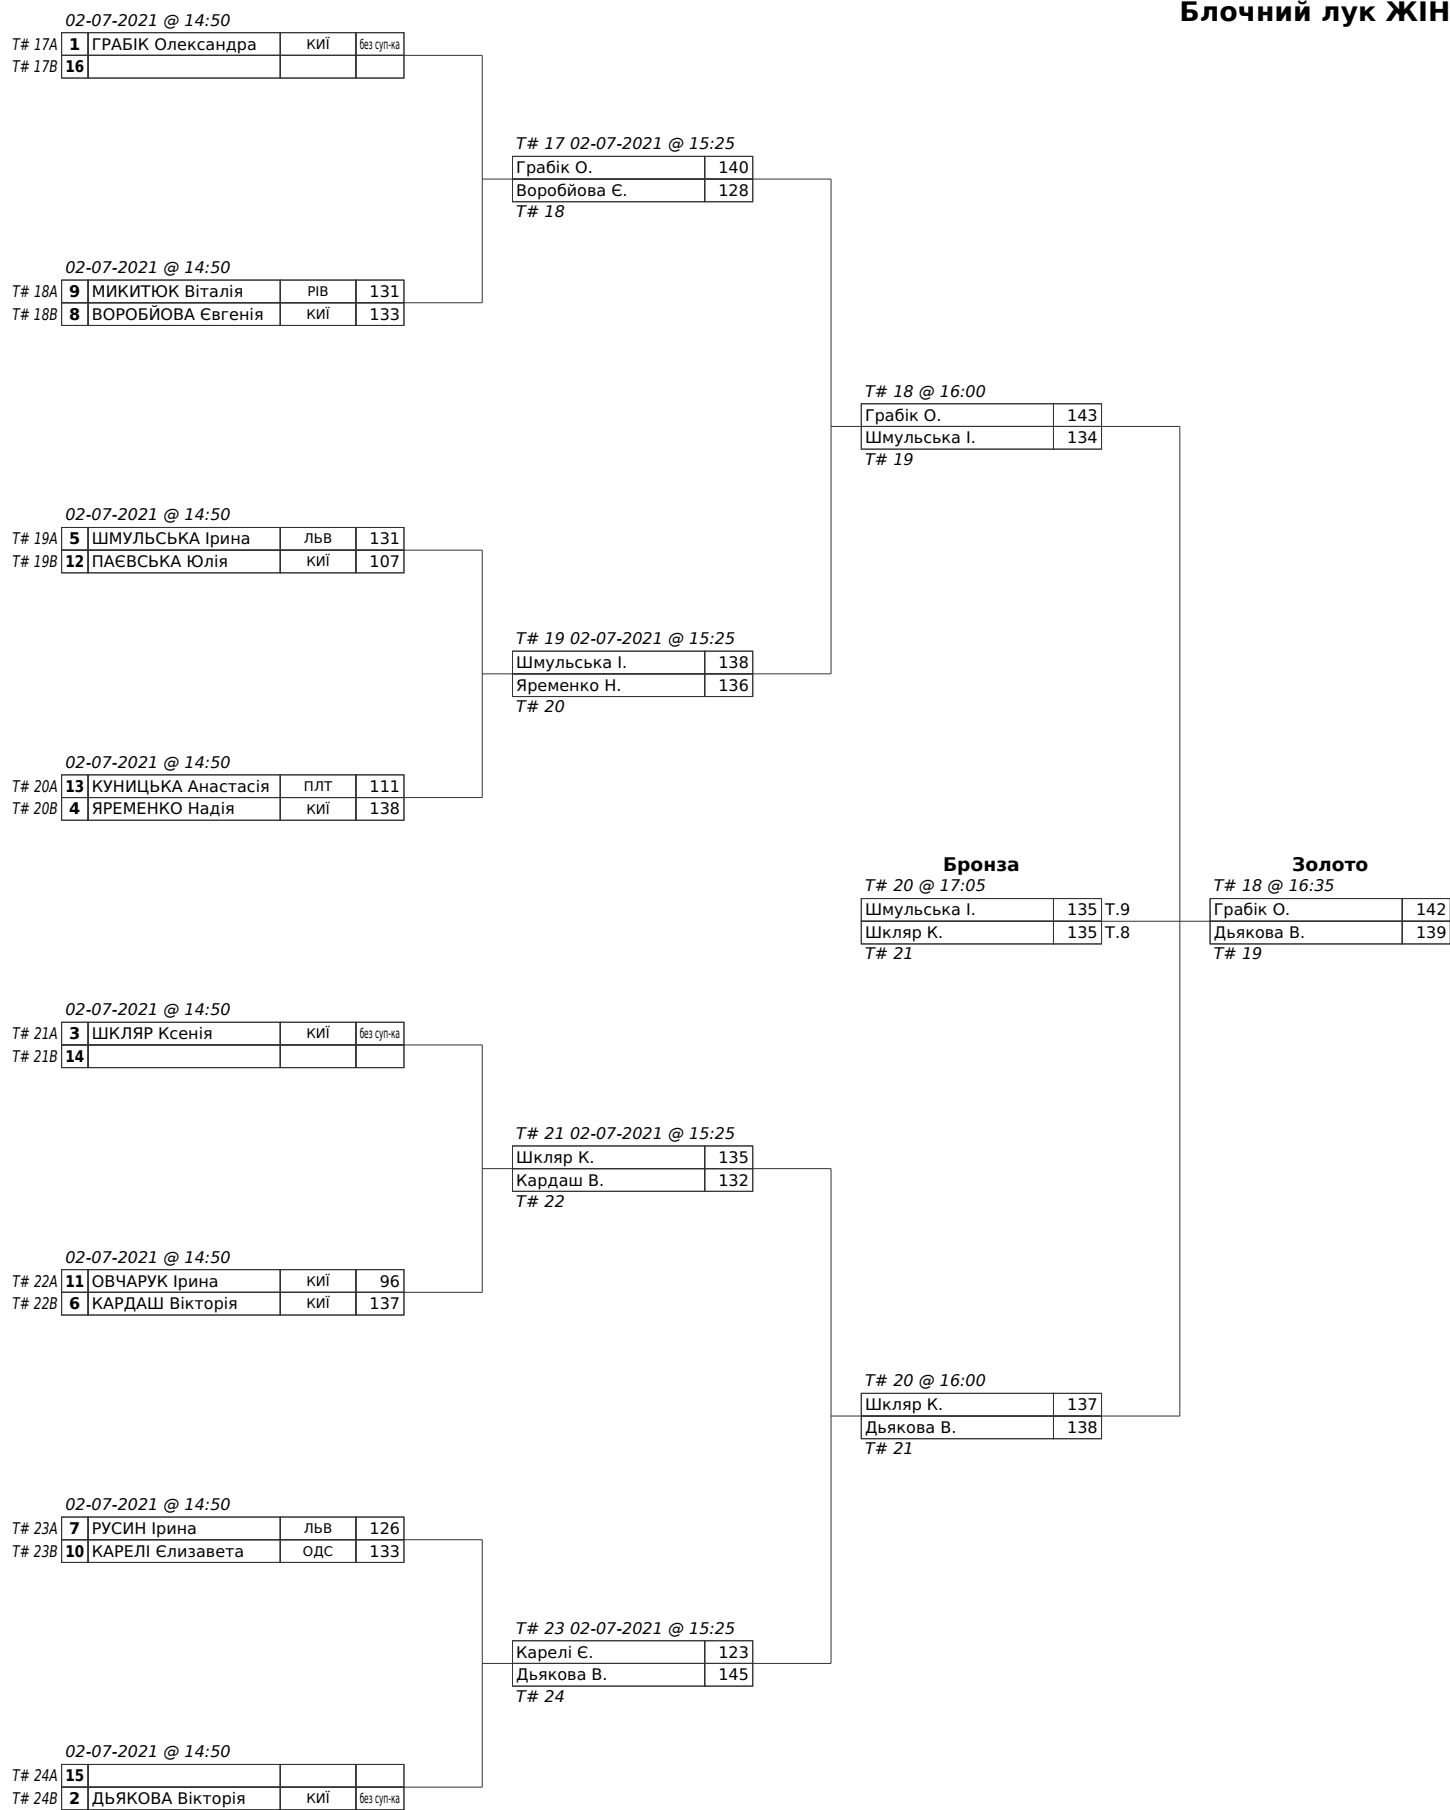 Блочний лук ЖІН
02-07-2021 @ 14:50
T# 17A 1 ГРАБІК Олександра КИЇ без суп-ка
T# 17B 16
T# 17 02-07-2021 @ 15:25
Грабік О. 140
Воробйова Є. 128
T# 18
02-07-2021 @ 14:50
T# 18A 9 МИКИТЮК Віталія РІВ 131
T# 18B 8 ВОРОБЙОВА Євгенія КИЇ 133
T# 18 @ 16:00
Грабік О. 143
Шмульська І. 134
T# 19
02-07-2021 @ 14:50
T# 19A 5 ШМУЛЬСЬКА Ірина ЛЬВ 131
T# 19B 12 ПАЄВСЬКА Юлія КИЇ 107
T# 19 02-07-2021 @ 15:25
Шмульська І. 138
Яременко Н. 136
T# 20
02-07-2021 @ 14:50
T# 20A 13 КУНИЦЬКА Анастасія ПЛТ 111
T# 20B 4 ЯРЕМЕНКО Надія КИЇ 138
Бронза Золото
T# 20 @ 17:05 T# 18 @ 16:35
Шмульська І. 135 T.9 Грабік О. 142
Шкляр К. 135 T.8 Дьякова В. 139
T# 21 T# 19
02-07-2021 @ 14:50
T# 21A 3 ШКЛЯР Ксенія КИЇ без суп-ка
T# 21B 14
T# 21 02-07-2021 @ 15:25
Шкляр К. 135
Кардаш В. 132
T# 22
02-07-2021 @ 14:50
T# 22A 11 ОВЧАРУК Ірина КИЇ 96
T# 22B 6 КАРДАШ Вікторія КИЇ 137
T# 20 @ 16:00
Шкляр К. 137
Дьякова В. 138
T# 21
02-07-2021 @ 14:50
T# 23A 7 РУСИН Ірина ЛЬВ 126
T# 23B 10 КАРЕЛІ Єлизавета ОДС 133
T# 23 02-07-2021 @ 15:25
Карелі Є. 123
Дьякова В. 145
T# 24
02-07-2021 @ 14:50
T# 24A 15
T# 24B 2 ДЬЯКОВА Вікторія КИЇ без суп-ка